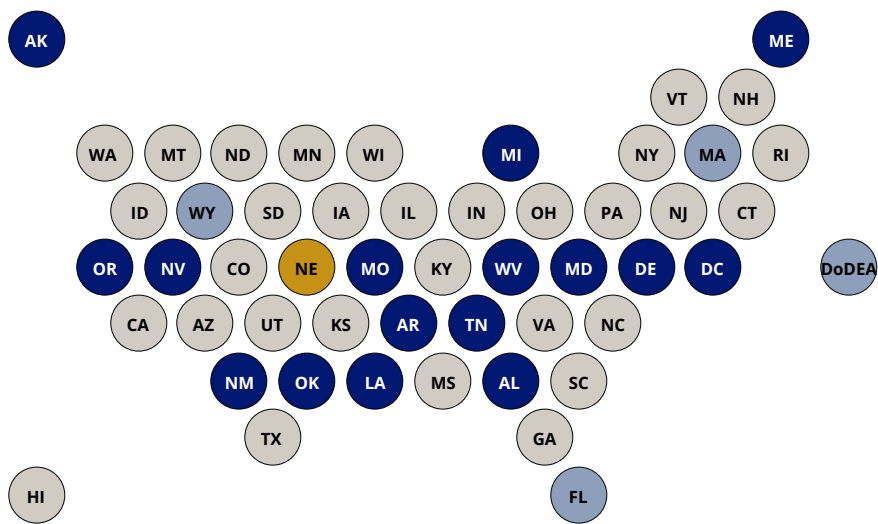 AK ME
VT NH
WA MT ND MN WI MI NY MA RI
ID WY SD IA IL IN OH PA NJ CT
OR NV CO NE MO KY WV MD DE DC DoDEA
CA AZ UT KS AR TN VA NC
NM OK LA MS AL SC
TX GA
HI FL